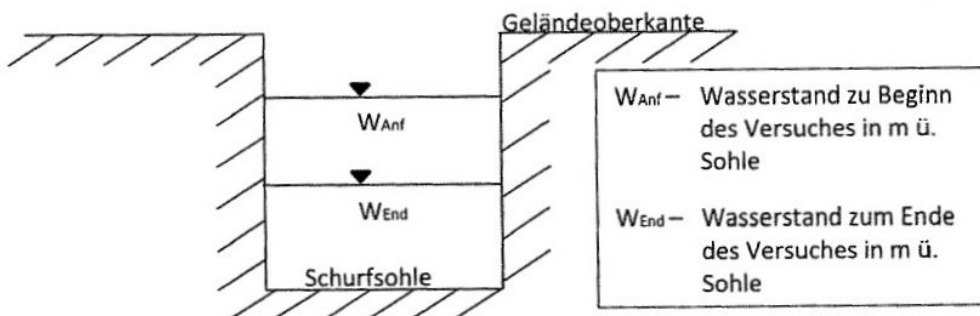 Geländeoberkante
WAnf
WEnd
Schurfsohle
WAnf – Wasserstand zu Beginn
des Versuches in m ü.
Sohle
WEnd – Wasserstand zum Ende
des Versuches in m ü.
Sohle